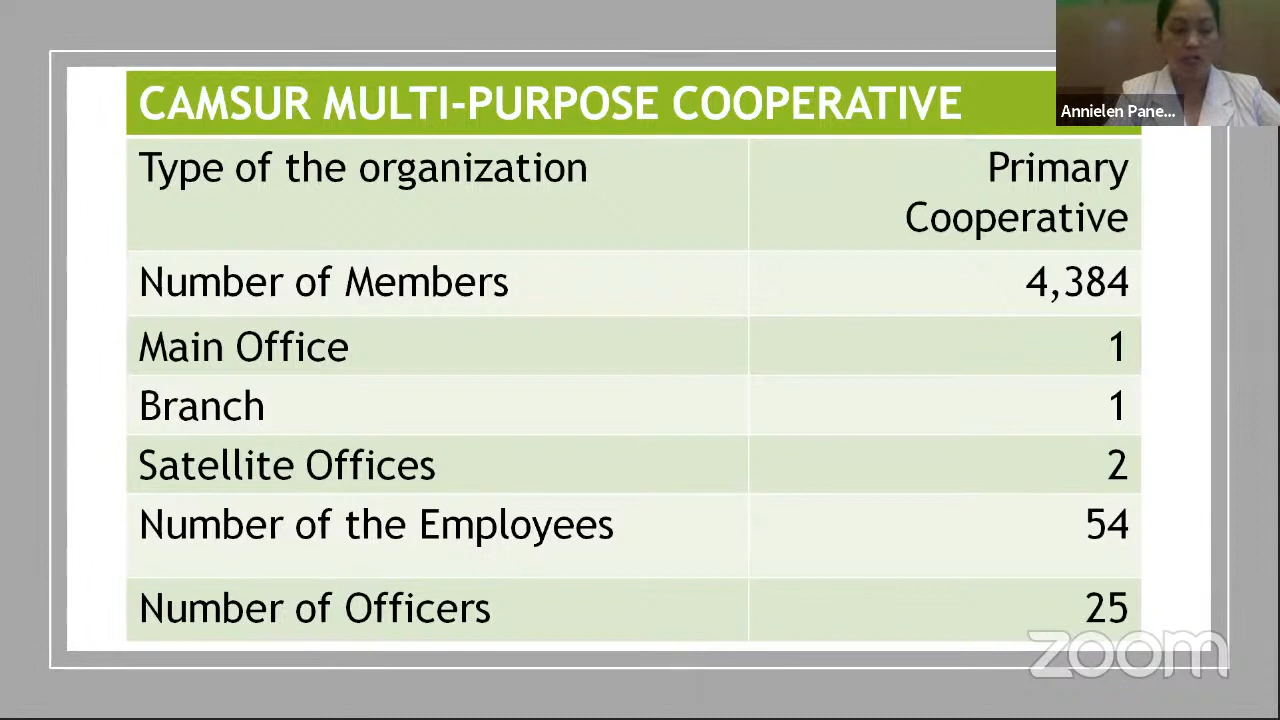 CAMSUR MULTI-PURPOSE COOPERATIVE
Annielen Pane...
Type of the organization Primary
Cooperative
Number of Members 4,384
Main Office 1
Branch 1
Satellite Offices 2
Number of the Employees 54
Number of Officers 25
zoom